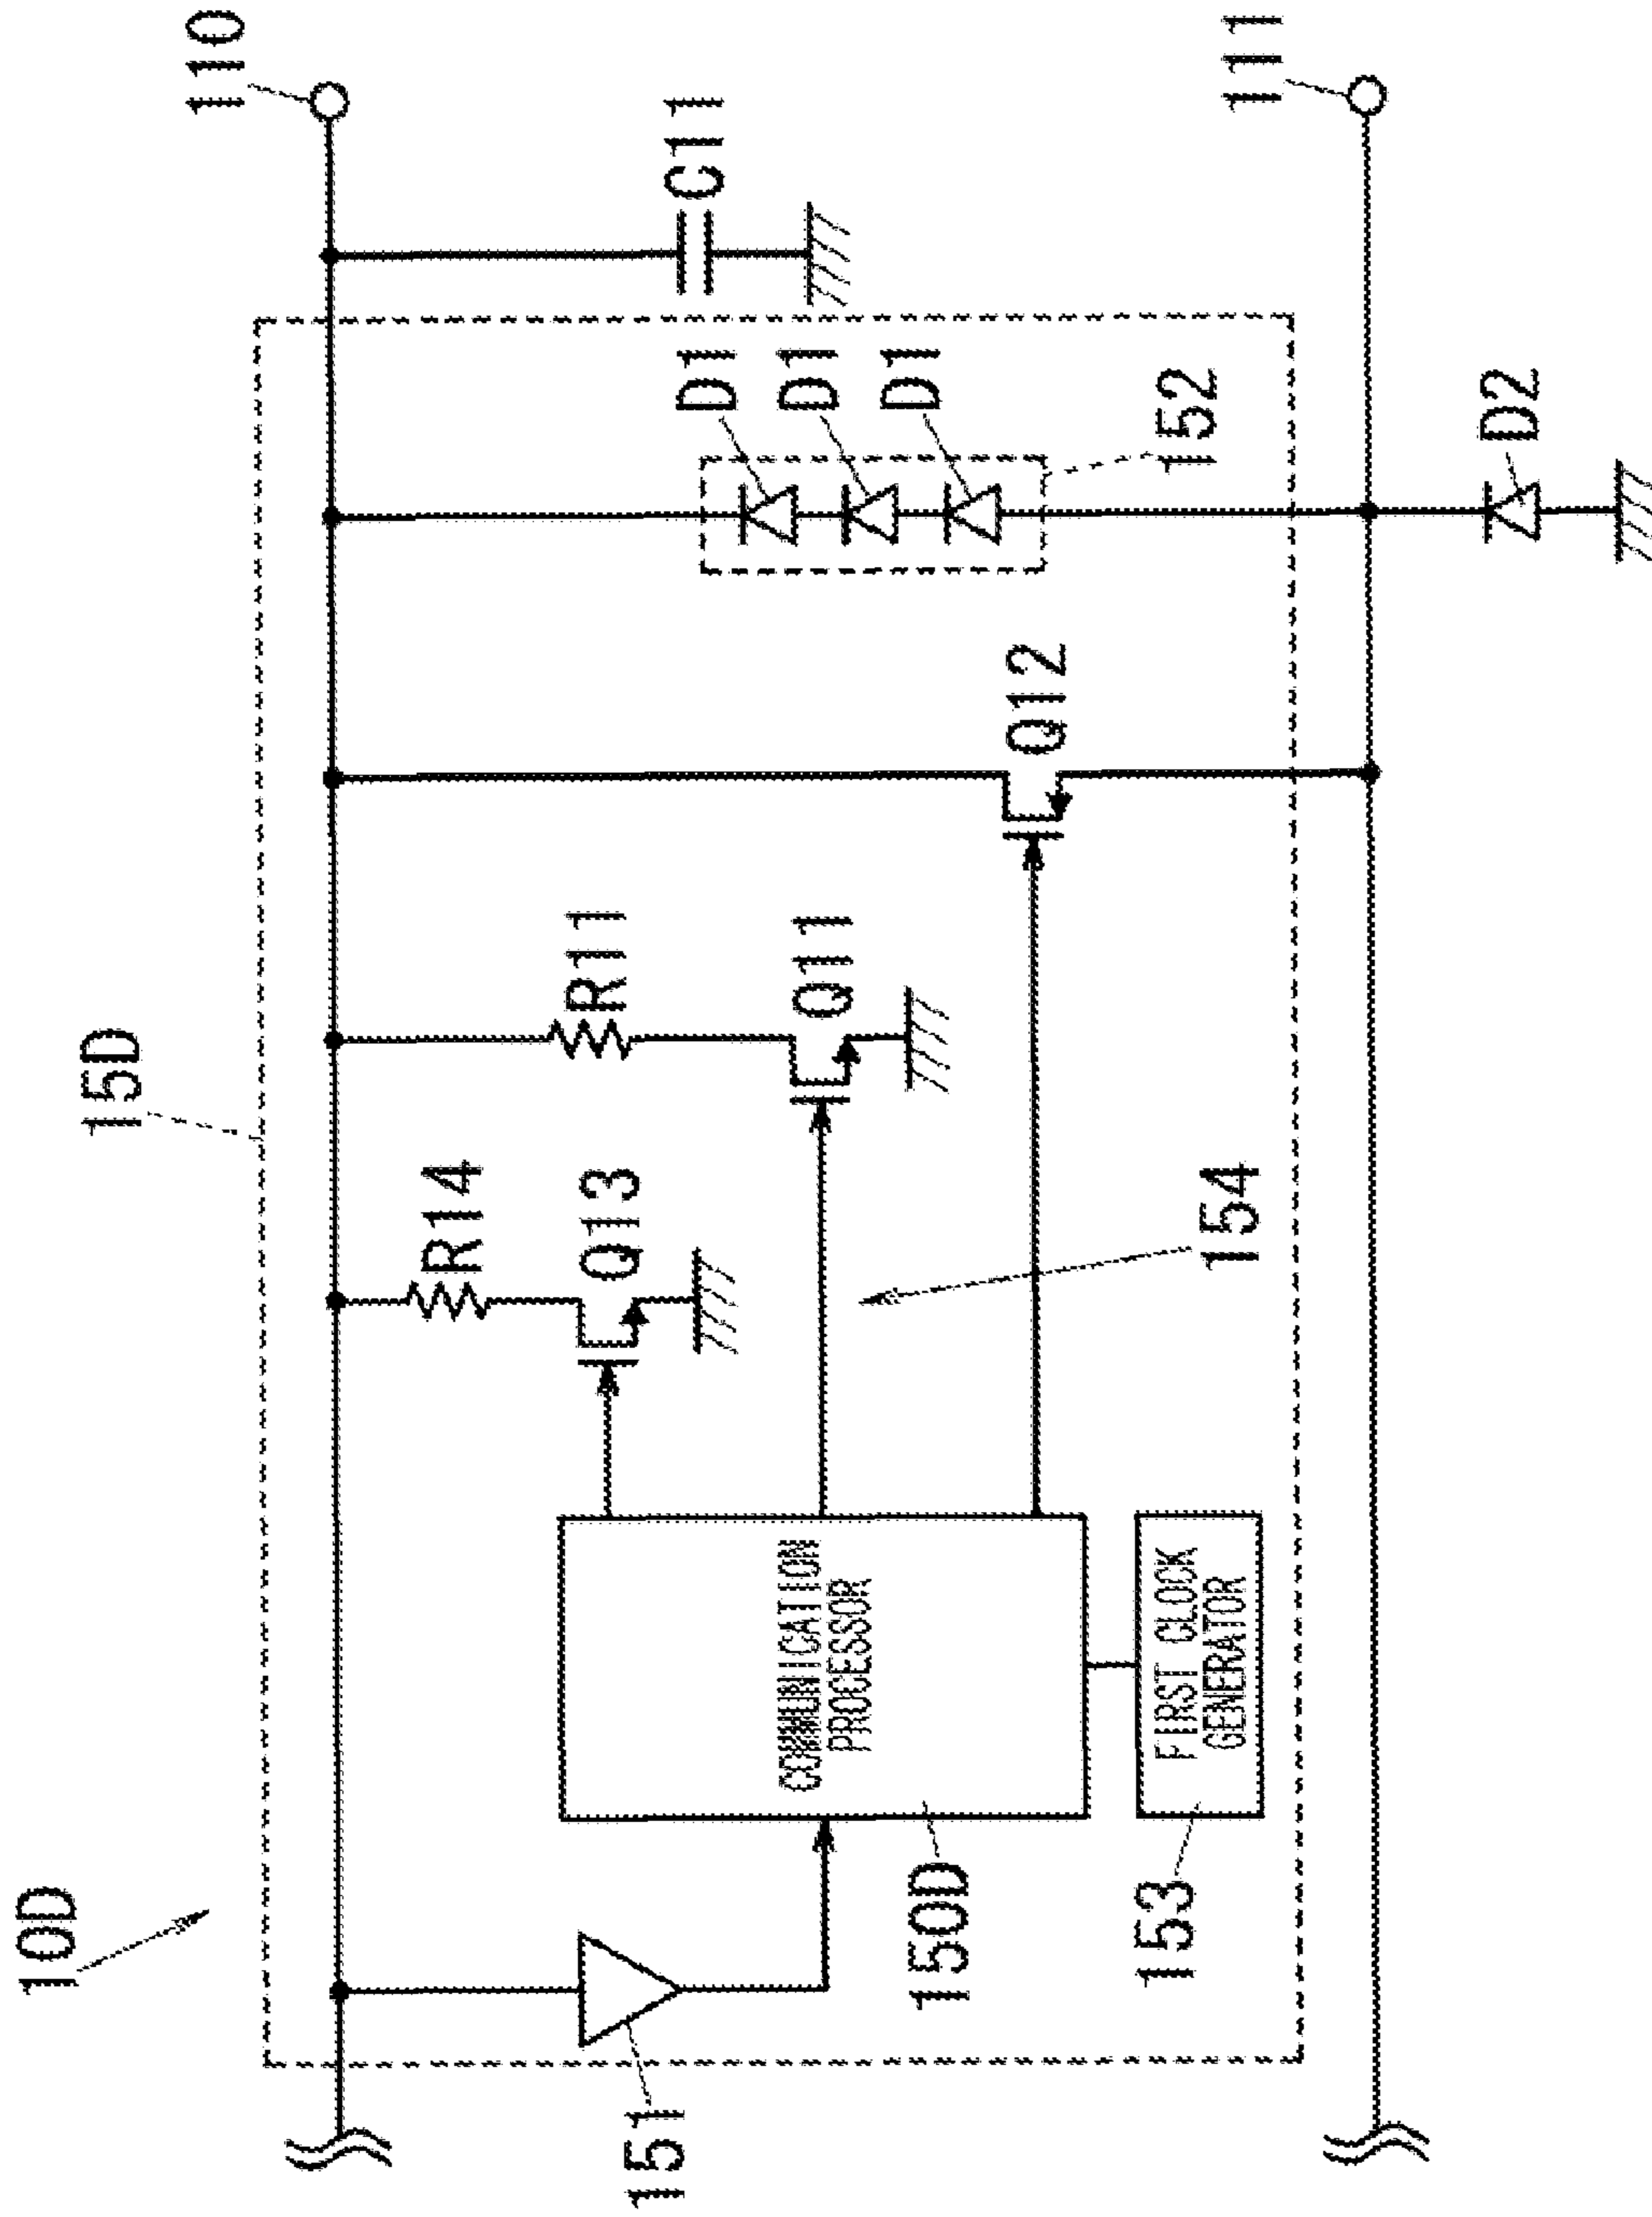 10D
15D
110
R14
R11
Q13
151
C11
D1
D1
D1
COMMUNICATION
PROCESSOR
Q11
150D
Q12
153
FIRST CLOCK
GENERATOR
152
154
111
D2